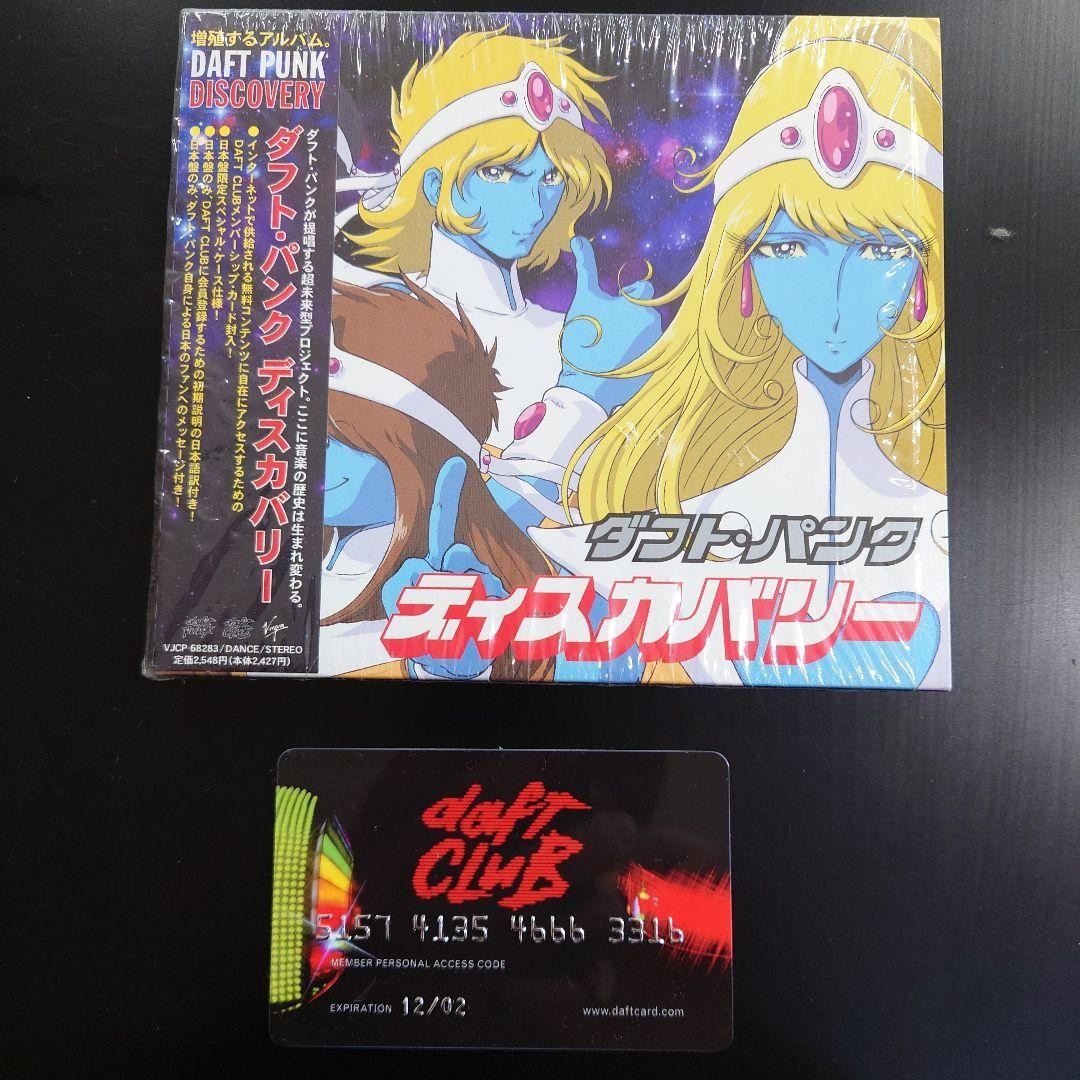 増殖するアルバム。
DAFT PUNK
DISCOVERY
ダフト・パンクが提唱する超未来型プロジェクト。ここに音楽の歴史は生まれ変わる。
ダフト・パンク ディスカバリー
●インターネットで供給される無料コンテンツに自在にアクセスするための
DAFT CLUBメンバーシップ・カード封入!
●日本盤限定スペシャル・ケース仕様!
●日本盤のみ、DAFT CLUBに会員登録するための初期説明の日本語訳付き!
●日本盤のみ、ダフト・パンク自身による日本のファンへのメッセージ付き!
daft punk
daft club
Virgin
VJCP-68283/DANCE/STEREO
定価2,548円(本体2,427円)
ダフト・パンク
ディスカバリー
daft
CLUB
5157 4135 4666 3316
MEMBER PERSONAL ACCESS CODE
EXPIRATION 12/02
www.daftcard.com